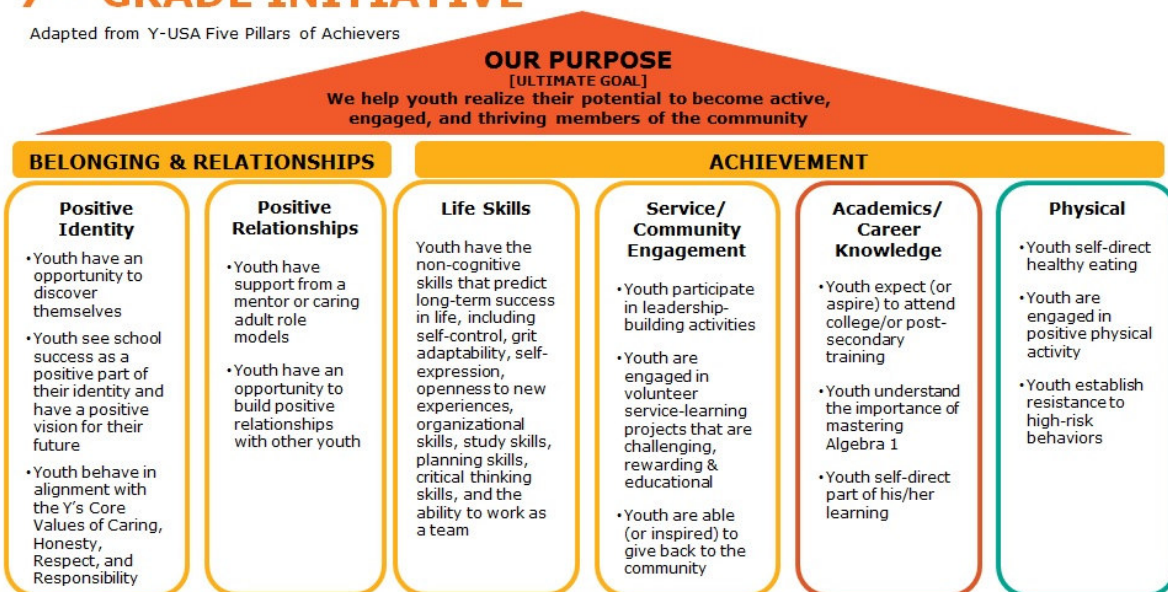 GRADE INITIATIVE
Adapted from Y-USA Five Pillars of Achievers
OUR PURPOSE
[ULTIMATE GOAL]
We help youth realize their potential to become active,
engaged, and thriving members of the community
BELONGING & RELATIONSHIPS
ACHIEVEMENT
Positive
Identity
•Youth have an
opportunity to
discover
themselves
•Youth see school
success as a
positive part of
their identity and
have a positive
vision for their
future
•Youth behave in
alignment with
the Y's Core
Values of Caring,
Honesty,
Respect, and
Responsibility
Positive
Relationships
•Youth have
support from a
mentor or caring
adult role
models
•Youth have an
opportunity to
build positive
relationships
with other youth
Life Skills
Youth have the
non-cognitive
skills that predict
long-term success
in life, including
self-control, grit
adaptability, self-
expression,
openness to new
experiences,
organizational
skills, study skills,
planning skills,
critical thinking
skills, and the
ability to work as
a team
Service/
Community
Engagement
•Youth participate
in leadership-
building activities
•Youth are
engaged in
volunteer
service-learning
projects that are
challenging,
rewarding &
educational
•Youth are able
(or inspired) to
give back to the
community
Academics/
Career
Knowledge
•Youth expect (or
aspire) to attend
college/or post-
secondary
training
•Youth understand
the importance of
mastering
Algebra 1
•Youth self-direct
part of his/her
learning
Physical
•Youth self-direct
healthy eating
•Youth are
engaged in
positive physical
activity
•Youth establish
resistance to
high-risk
behaviors